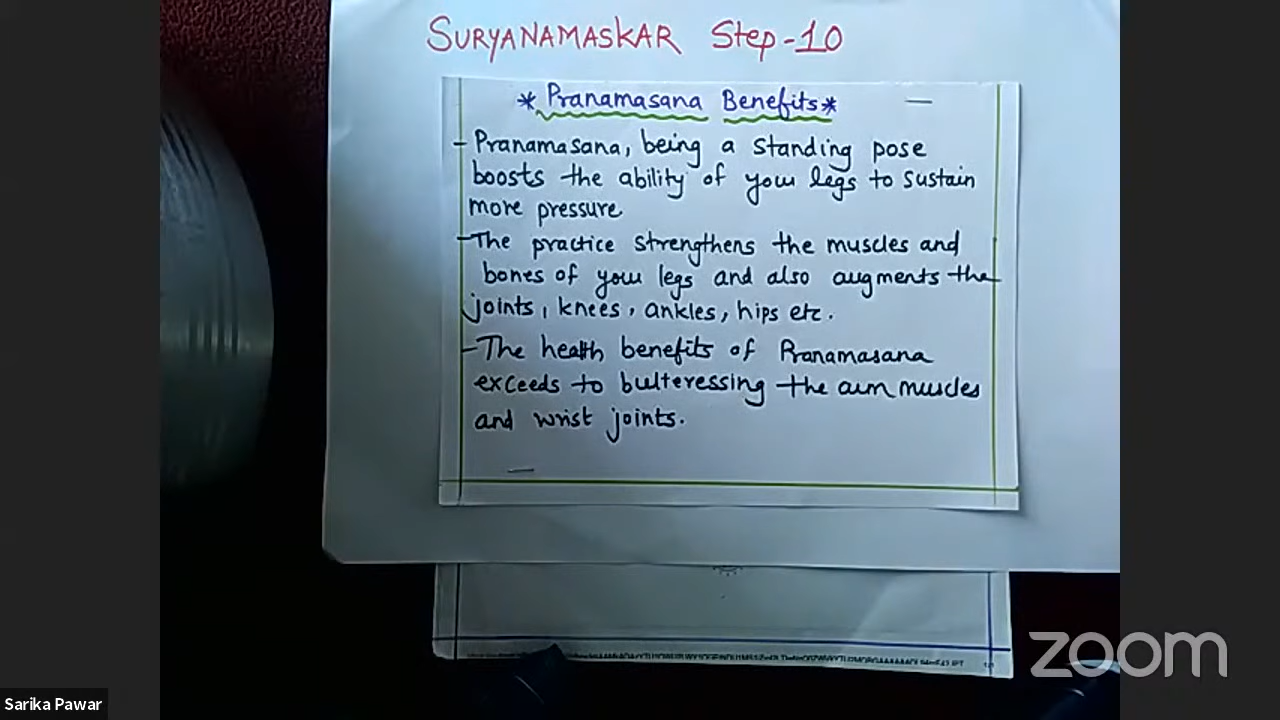 SURYANAMASKAR Step-10
* Pranamasana Benefits *
- Pranamasana, being a standing pose
boosts the ability of your legs to sustain
more pressure
- The practice strengthens the muscles and
bones of your legs and also augments the
joints, knees, ankles, hips etc.
- The health benefits of Pranamasana
exceeds to bulteressing the arm muscles
and wrist joints.
zoom
Sarika Pawar